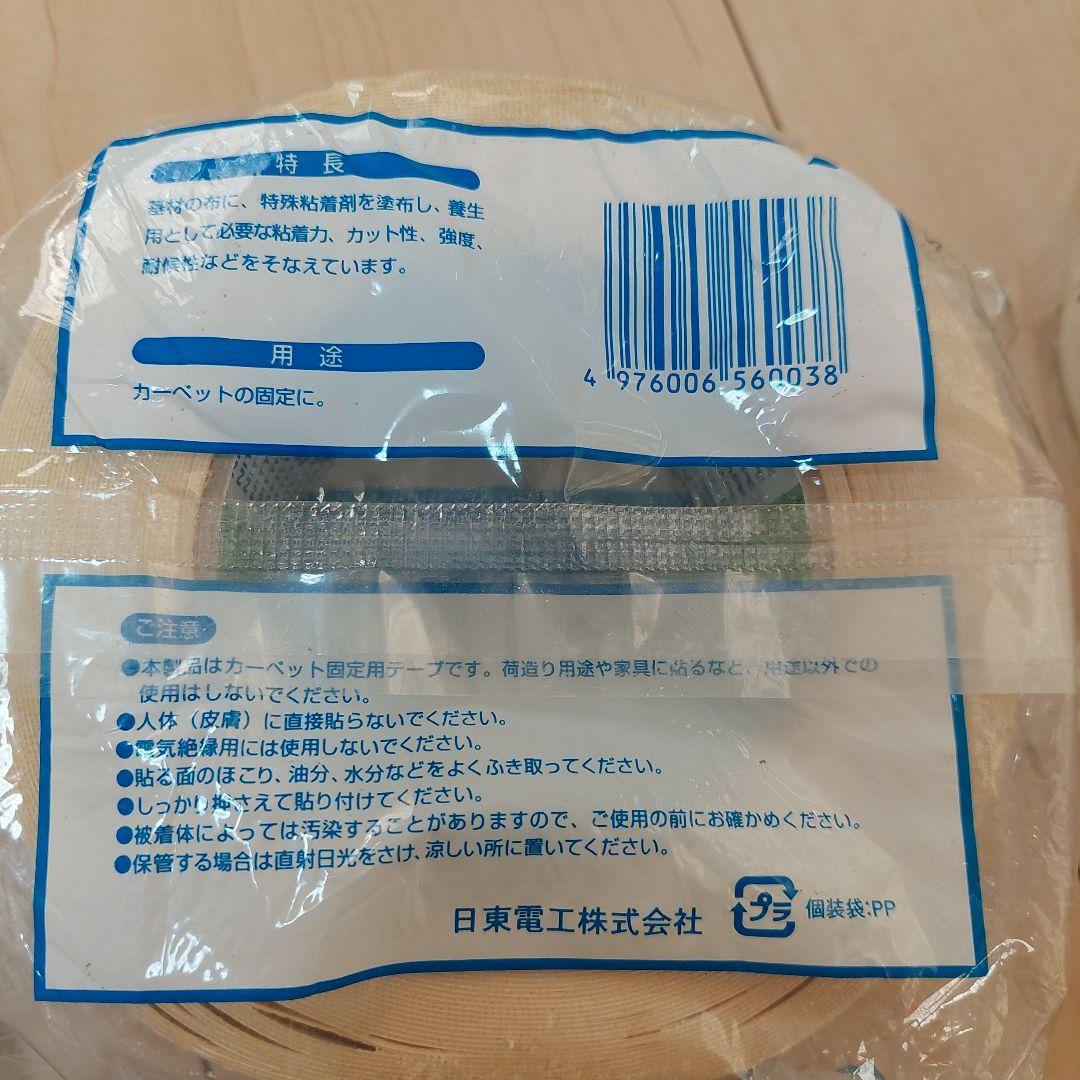 特長
基材の布に、特殊粘着剤を塗布し、養生
用として必要な粘着力、カット性、強度、
耐候性などをそなえています。
用途
カーペットの固定に。
4 976006 560038
ご注意
●本製品はカーペット固定用テープです。荷造り用途や家具に貼るなど、用途以外での
使用はしないでください。
●人体（皮膚）に直接貼らないでください。
●電気絶縁用には使用しないでください。
●貼る面のほこり、油分、水分などをよくふき取ってください。
●しっかり押さえて貼り付けてください。
●被着体によっては汚染することがありますので、ご使用の前にお確かめください。
●保管する場合は直射日光をさけ、涼しい所に置いてください。
日東電工株式会社
プラ
個装袋:PP